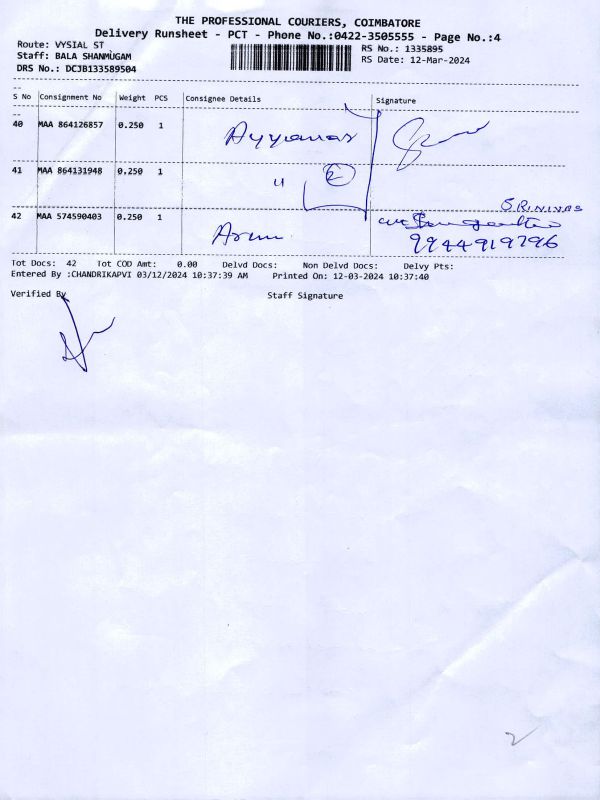 THE PROFESSIONAL COURIERS, COIMBATORE
Delivery Runsheet - PCT - Phone No.:0422-3505555 - Page No.:4
Route: VYSIAL ST
RS No.: 1335895
Staff: BALA SHANMUGAM
RS Date: 12-Mar-2024
DRS No.: DCJB133589504
S No Consignment No Weight PCS Consignee Details Signature
40 MAA 864126857 0.250 1 Ayyanar
41 MAA 864131948 0.250 1 " 2
SRINIVAS
42 MAA 574590403 0.250 1 Arun 9944919796
Tot Docs: 42 Tot COD Amt: 0.00 Delvd Docs: Non Delvd Docs: Delvy Pts:
Entered By :CHANDRIKAPVI 03/12/2024 10:37:39 AM Printed On: 12-03-2024 10:37:40
Verified By Staff Signature
2